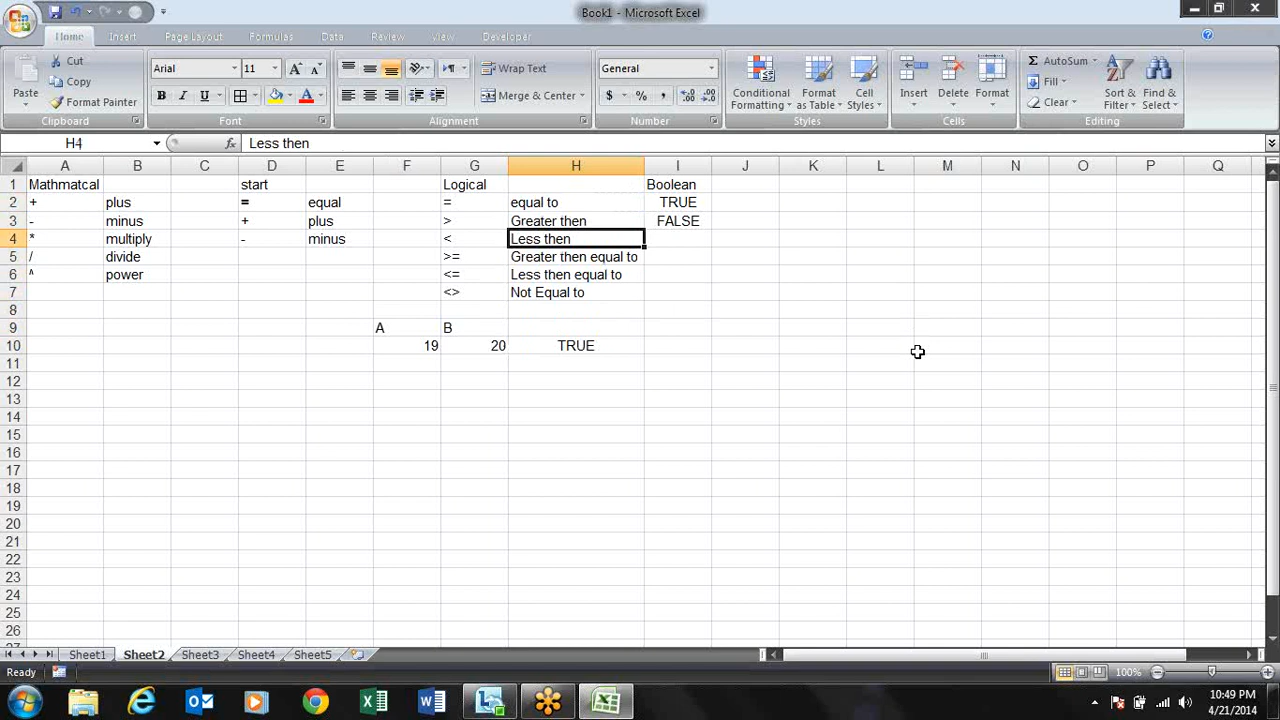 Book1 - Microsoft Excel
Home Insert Page Layout Formulas Data Review View Developer
Paste Cut Copy Format Painter Clipboard
Arial 11 B I U Font
Wrap Text Merge & Center Alignment
General $ % , Number
Conditional Formatting Format as Table Cell Styles Styles
Insert Delete Format Cells
Σ AutoSum Fill Clear Sort & Filter Find & Select Editing
H4 fx Less then
A B C D E F G H I J K L M N O P Q
1 Mathmatcal start Logical Boolean
2 + plus = equal = equal to TRUE
3 - minus + plus > Greater then FALSE
4 * multiply - minus < Less then
5 / divide >= Greater then equal to
6 ^ power <= Less then equal to
7 <> Not Equal to
8
9 A B
10 19 20 TRUE
11
12
13
14
15
16
17
18
19
20
21
22
23
24
25
26
Sheet1 Sheet2 Sheet3 Sheet4 Sheet5
Ready 100%
10:49 PM
4/21/2014